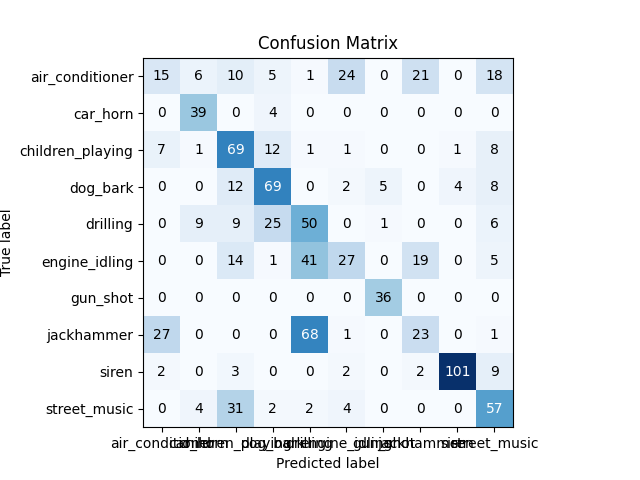 Confusion Matrix
air_conditioner 15 6 10 5 1 24 0 21 0 18
car_horn 0 39 0 4 0 0 0 0 0 0
children_playing 7 1 69 12 1 1 0 0 1 8
dog_bark 0 0 12 69 0 2 5 0 4 8
drilling 0 9 9 25 50 0 1 0 0 6
engine_idling 0 0 14 1 41 27 0 19 0 5
gun_shot 0 0 0 0 0 0 36 0 0 0
jackhammer 27 0 0 0 68 1 0 23 0 1
siren 2 0 3 0 0 2 0 2 101 9
street_music 0 4 31 2 2 4 0 0 0 57
True label
Predicted label